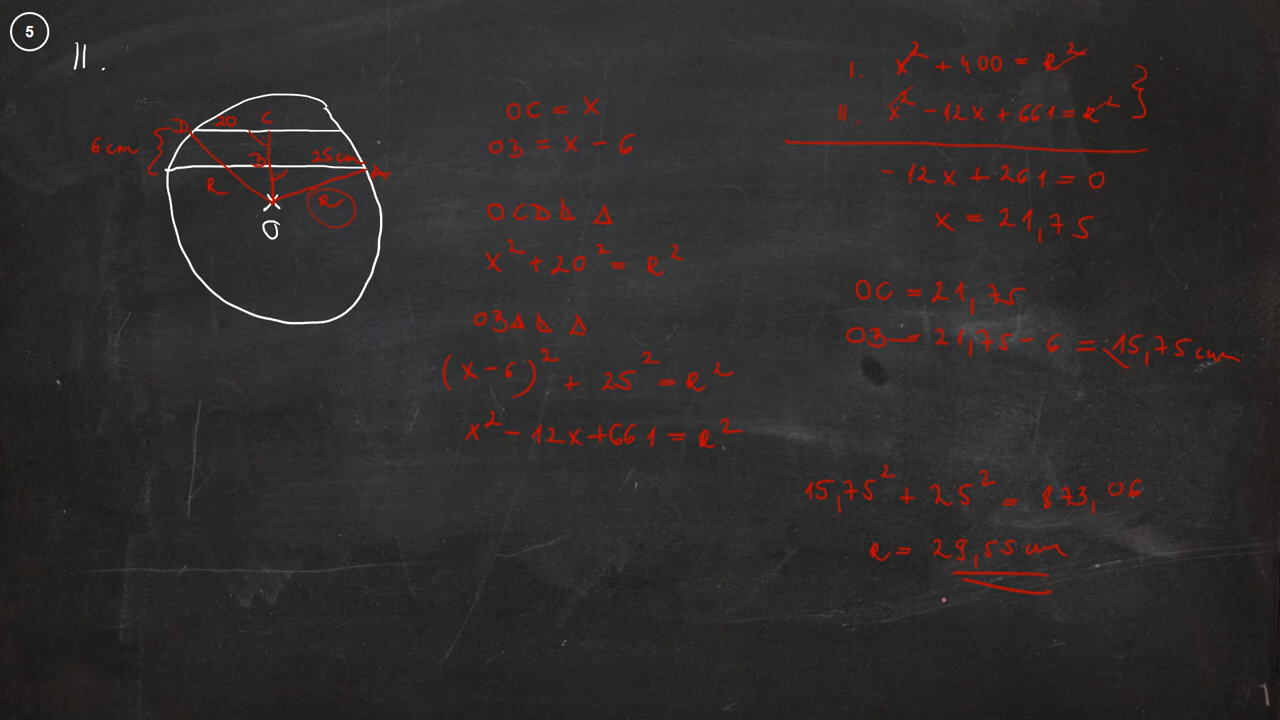 5
II.
D 20 C
6 cm
B 25 cm A
R R
O
OC = X
OB = X - 6
OCD Δ Δ
x² + 20² = R²
OBA Δ Δ
(x-6)² + 25² = R²
x² - 12x + 661 = R²
I. x² + 400 = R²
II. x² - 12x + 661 = R²
- 12x + 261 = 0
x = 21,75
OC = 21,75
OB = 21,75 - 6 = 15,75 cm
15,75² + 25² = 873,06
R = 29,55 cm